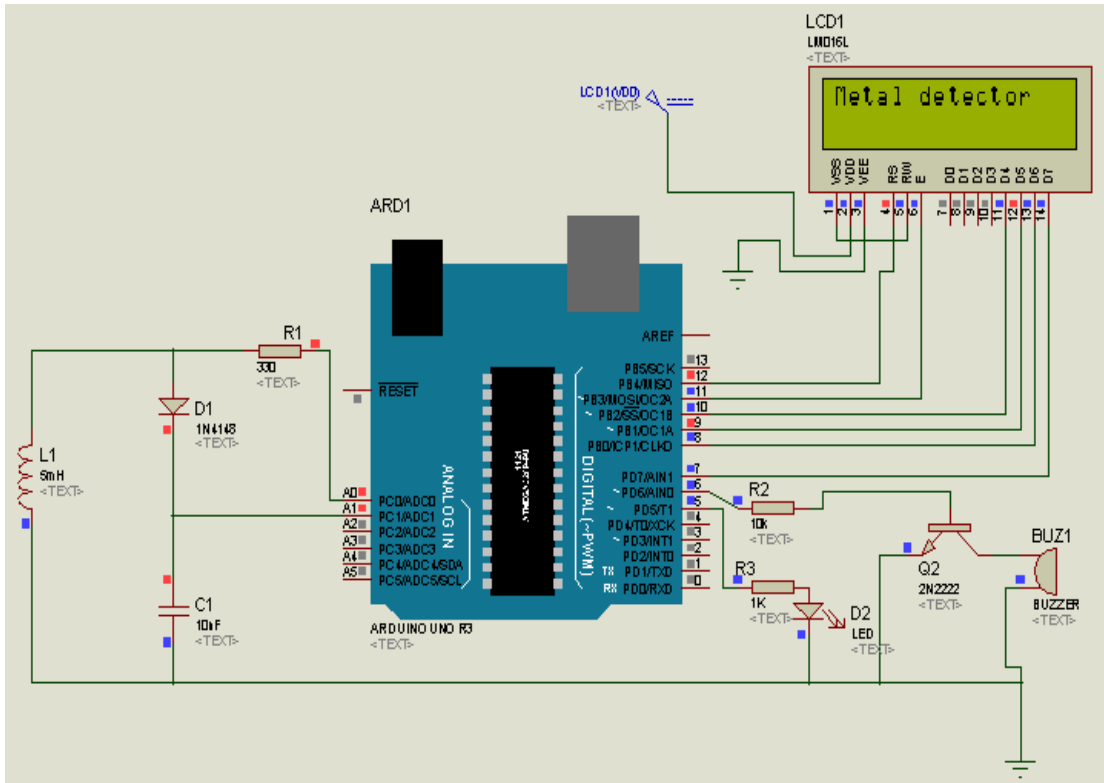 LCD1
LM016L
<TEXT>
LCD1(VDD)
<TEXT>
Metal detector
VSS
VDD
VEE
RS
RW
E
D0
D1
D2
D3
D4
D5
D6
D7
1
2
3
4
5
6
7
8
9
10
11
12
13
14
ARD1
AREF
RESET
PB5/SCK
13
PB4/MISO
12
~PB3/MOSI/OC2A
11
~ PB2/SS/OC1B
10
~ PB1/OC1A
9
PB0/ICP1/CLKO
8
PD7/AIN1
7
~ PD6/AIN0
6
~ PD5/T1
5
PD4/T0/XCK
4
~ PD3/INT1
3
PD2/INT0
2
TX PD1/TXD
1
RX PD0/RXD
0
DIGITAL (~PWM)
ANALOG IN
A0
PC0/ADC0
A1
PC1/ADC1
A2
PC2/ADC2
A3
PC3/ADC3
A4
PC4/ADC4/SDA
A5
PC5/ADC5/SCL
1121
ARDUINO UNO R3
<TEXT>
R1
330
<TEXT>
D1
1N4148
<TEXT>
L1
5mH
<TEXT>
C1
10uF
<TEXT>
R2
10k
<TEXT>
R3
1K
<TEXT>
D2
LED
<TEXT>
Q2
2N2222
<TEXT>
BUZ1
BUZZER
<TEXT>